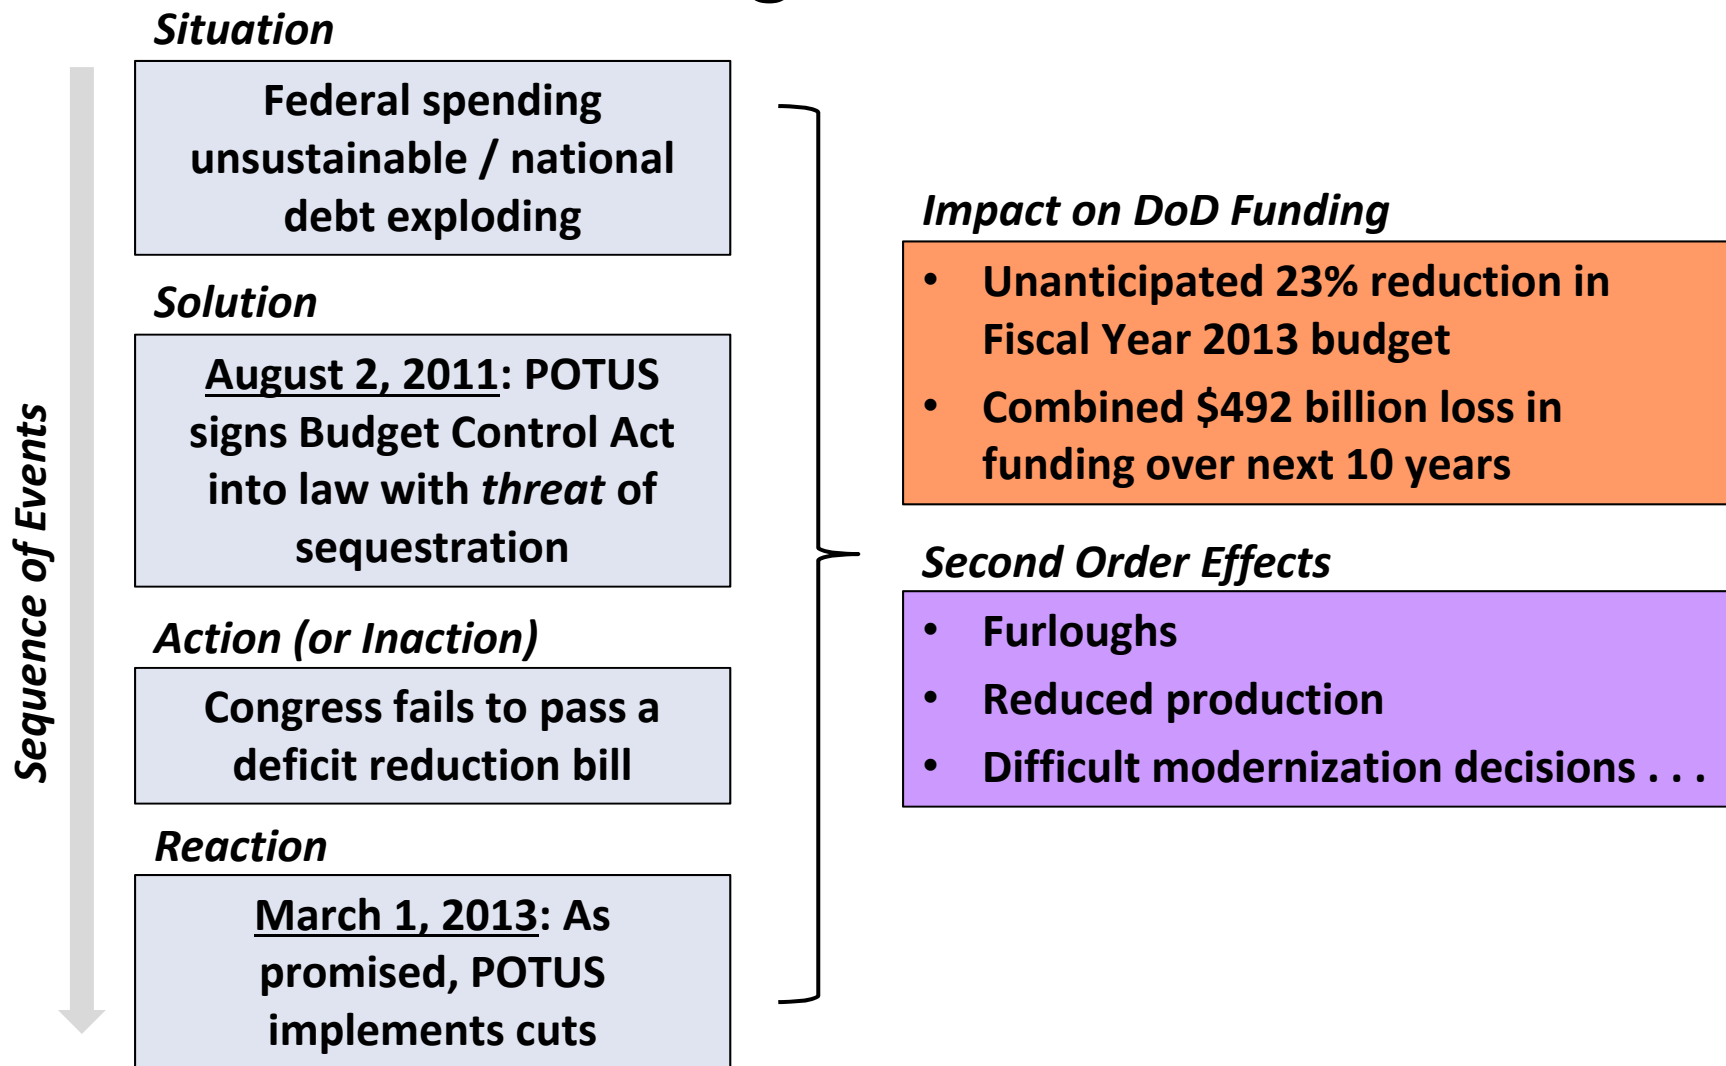 Situation
Federal spending
unsustainable / national
debt exploding
Solution
August 2, 2011: POTUS
signs Budget Control Act
into law with threat of
sequestration
Action (or Inaction)
Congress fails to pass a
deficit reduction bill
Reaction
March 1, 2013: As
promised, POTUS
implements cuts
Sequence of Events
Impact on DoD Funding
• Unanticipated 23% reduction in
Fiscal Year 2013 budget
• Combined $492 billion loss in
funding over next 10 years
Second Order Effects
• Furloughs
• Reduced production
• Difficult modernization decisions . . .